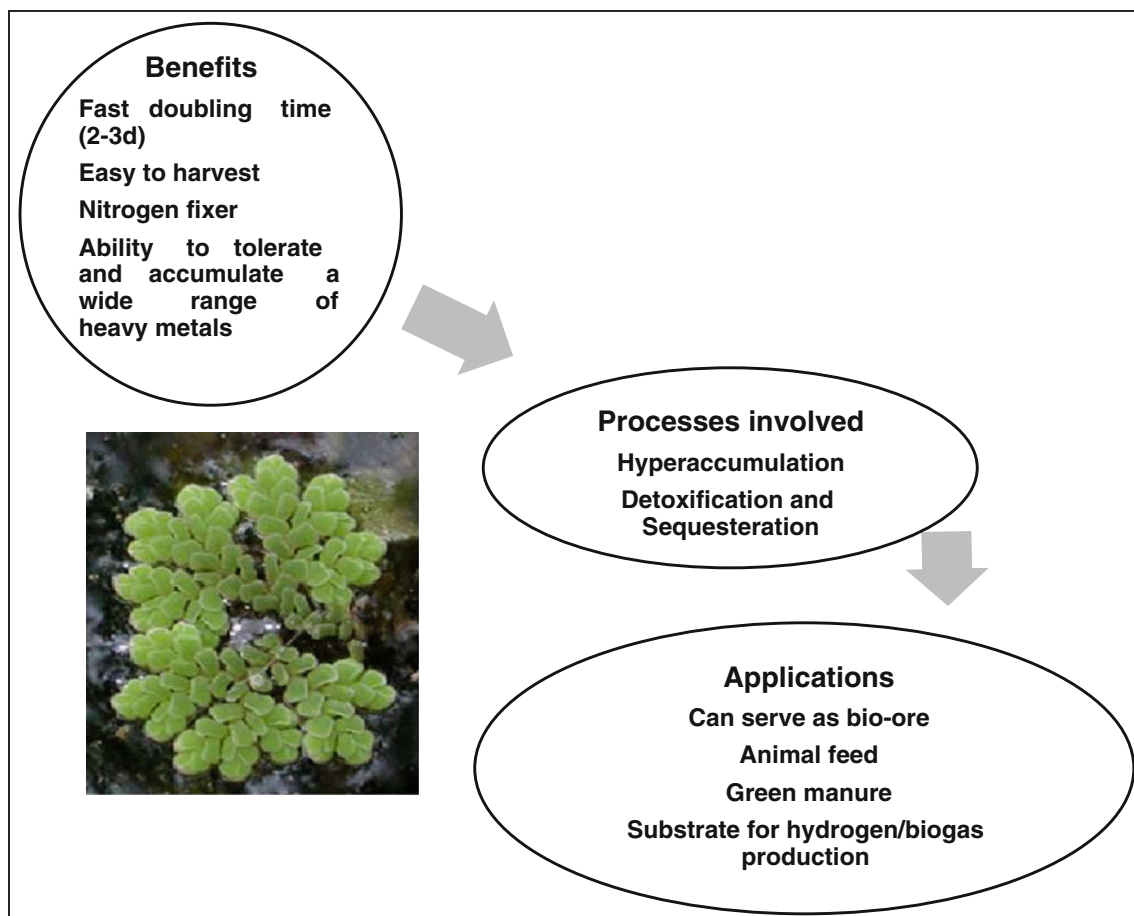 Benefits
Fast doubling time
(2-3d)
Easy to harvest
Nitrogen fixer
Ability to tolerate
and accumulate a
wide range of
heavy metals
Processes involved
Hyperaccumulation
Detoxification and
Sequesteration
Applications
Can serve as bio-ore
Animal feed
Green manure
Substrate for hydrogen/biogas
production